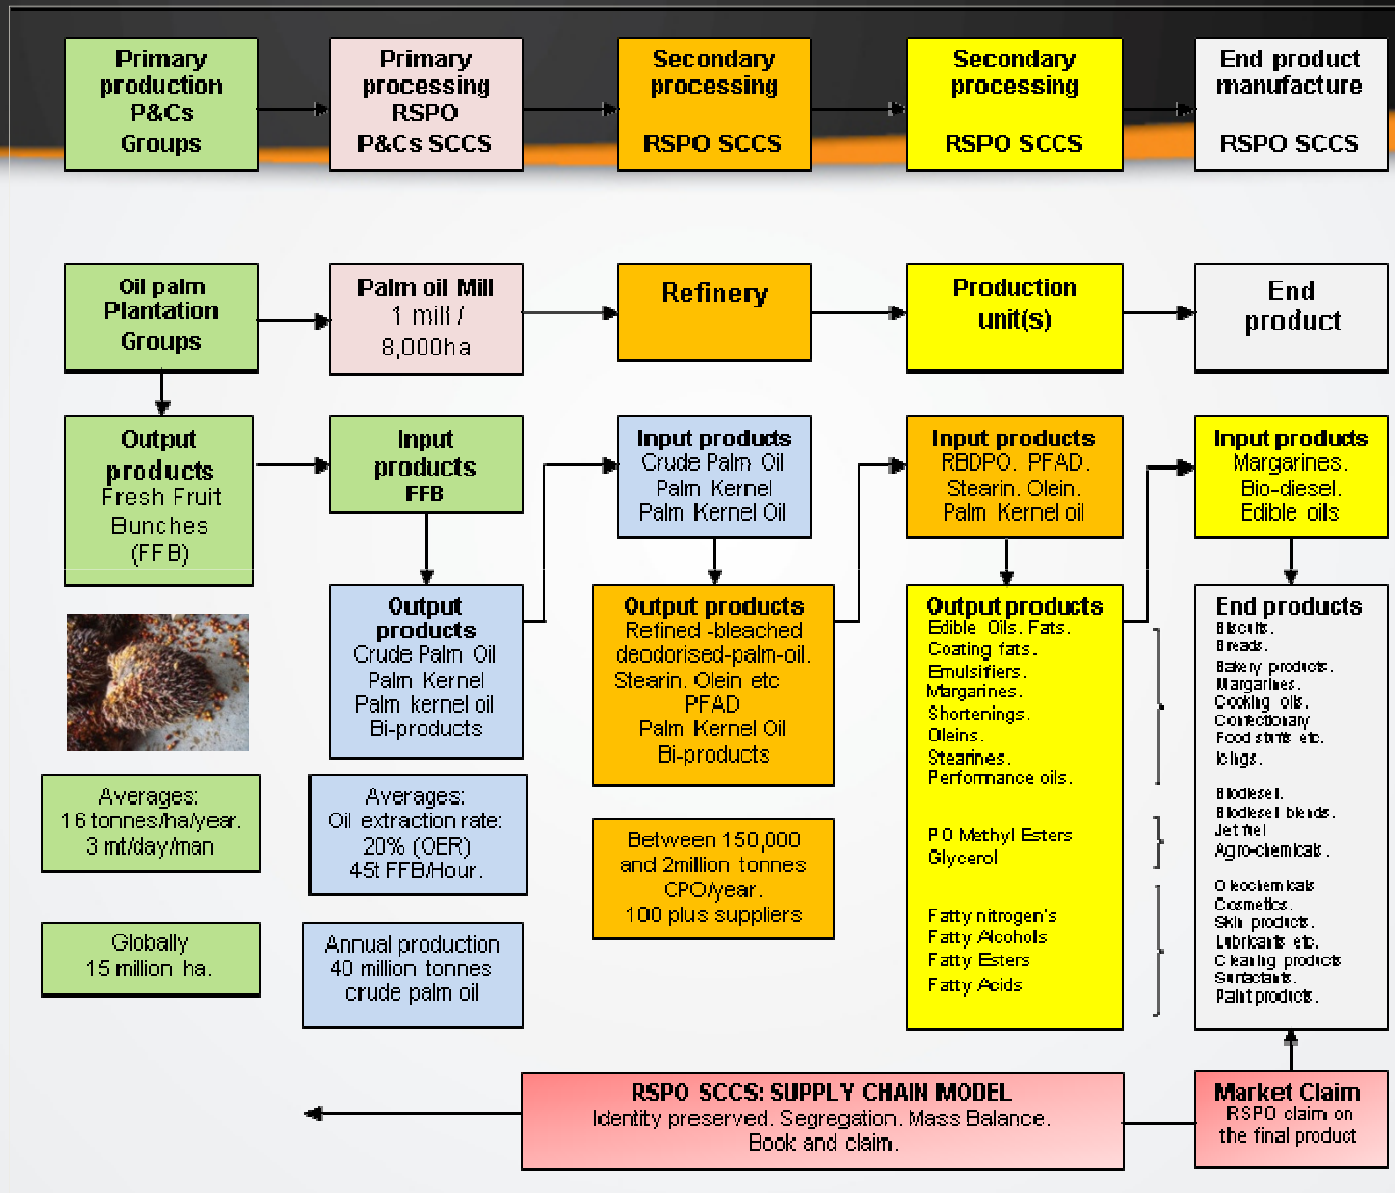 Primary
production
P&Cs
Groups
Primary
processing
RSPO
P&Cs SCCS
Secondary
processing
RSPO SCCS
Secondary
processing
RSPO SCCS
End product
manufacture
RSPO SCCS
Oil palm
Plantation
Groups
Palm oil Mill
1 mill /
8,000ha
Refinery
Production
unit(s)
End
product
Output
products
Fresh Fruit
Bunches
(FFB)
Input
products
FFB
Input products
Crude Palm Oil
Palm Kernel
Palm Kernel Oil
Input products
RBDPO. PFAD.
Stearin. Olein.
Palm Kernel oil
Input products
Margarines.
Bio-diesel.
Edible oils
Output
products
Crude Palm Oil
Palm Kernel
Palm kernel oil
Bi-products
Output products
Refined -bleached
deodorised-palm-oil.
Stearin. Olein etc
PFAD
Palm Kernel Oil
Bi-products
Output products
Edible Oils. Fats.
Coating fats.
Emulsifiers.
Margarines.
Shortenings.
Oleins.
Stearines.
Performance oils.
PO Methyl Esters
Glycerol
Fatty nitrogen's
Fatty Alcohols
Fatty Esters
Fatty Acids
End products
Biscuits.
Breads.
Bakery products.
Margarines.
Cooking oils.
Confectionary
Food stuffs etc.
Icings.
Biodiesel.
Biodiesel blends.
Jet fuel
Agro-chemicals.
Oleochemicals
Cosmetics.
Skin products.
Lubricants etc.
Cleaning products
Surfactants.
Paint products.
Averages:
16 tonnes/ha/year.
3 mt/day/man
Averages:
Oil extraction rate:
20% (OER)
45t FFB/Hour.
Between 150,000
and 2million tonnes
CPO/year.
100 plus suppliers
Globally
15 million ha.
Annual production
40 million tonnes
crude palm oil
RSPO SCCS: SUPPLY CHAIN MODEL
Identity preserved. Segregation. Mass Balance.
Book and claim.
Market Claim
RSPO claim on
the final product